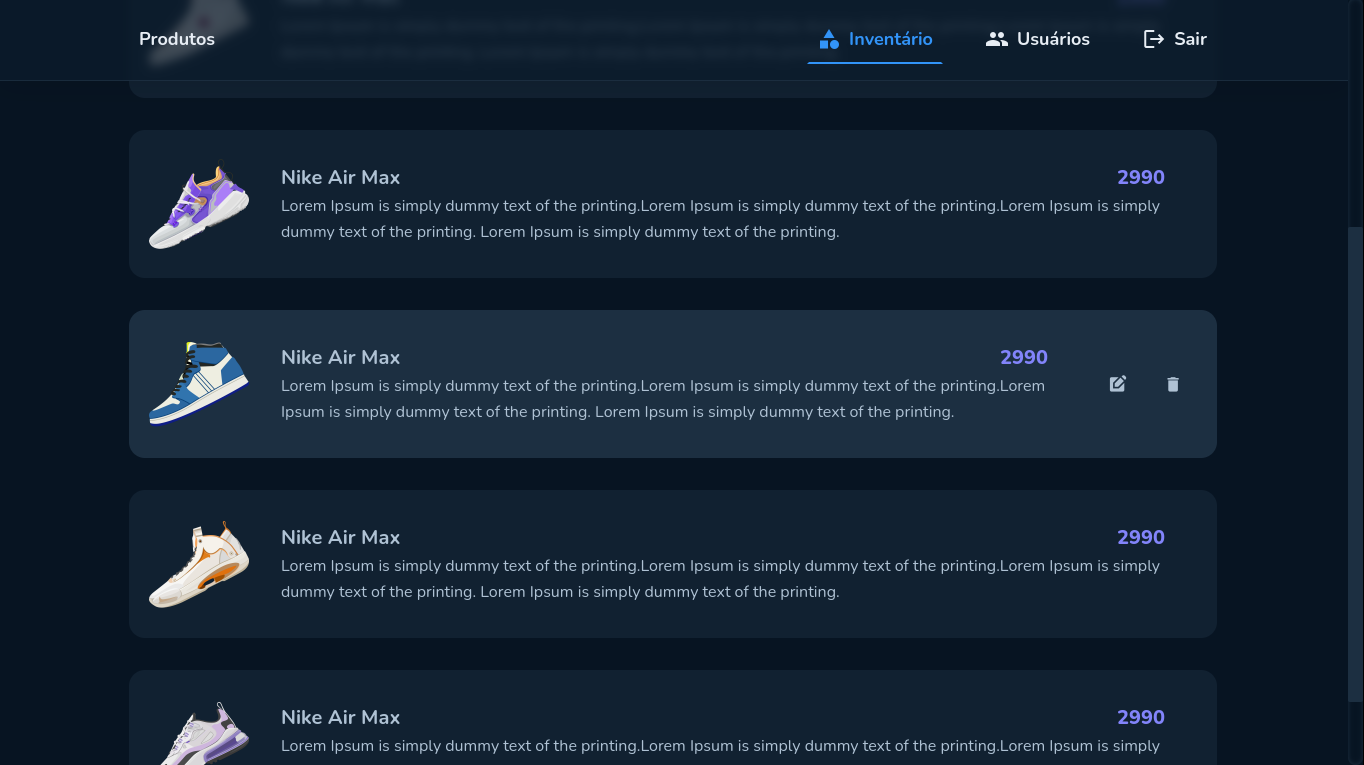 Produtos
Inventário
Usuários
Sair
Nike Air Max
2990
Lorem Ipsum is simply dummy text of the printing.Lorem Ipsum is simply dummy text of the printing.Lorem Ipsum is simply
dummy text of the printing. Lorem Ipsum is simply dummy text of the printing.
Nike Air Max
2990
Lorem Ipsum is simply dummy text of the printing.Lorem Ipsum is simply dummy text of the printing.Lorem
Ipsum is simply dummy text of the printing. Lorem Ipsum is simply dummy text of the printing.
Nike Air Max
2990
Lorem Ipsum is simply dummy text of the printing.Lorem Ipsum is simply dummy text of the printing.Lorem Ipsum is simply
dummy text of the printing. Lorem Ipsum is simply dummy text of the printing.
Nike Air Max
2990
Lorem Ipsum is simply dummy text of the printing.Lorem Ipsum is simply dummy text of the printing.Lorem Ipsum is simply